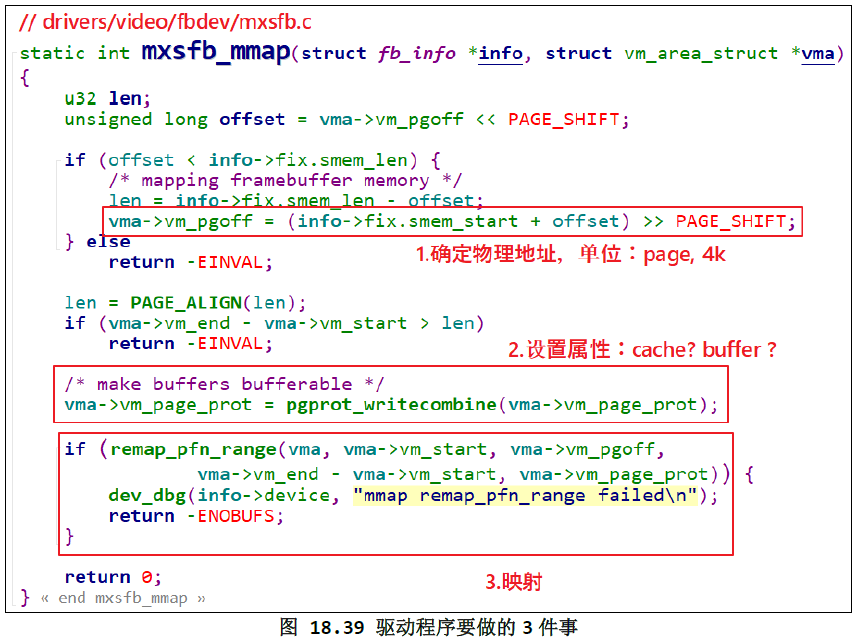 // drivers/video/fbdev/mxsfb.c
static int mxsfb_mmap(struct fb_info *info, struct vm_area_struct *vma)
{
u32 len;
unsigned long offset = vma->vm_pgoff << PAGE_SHIFT;
if (offset < info->fix.smem_len) {
/* mapping framebuffer memory */
len = info->fix.smem_len - offset;
vma->vm_pgoff = (info->fix.smem_start + offset) >> PAGE_SHIFT;
} else
1.确定物理地址，单位：page, 4k
return -EINVAL;
len = PAGE_ALIGN(len);
if (vma->vm_end - vma->vm_start > len)
return -EINVAL;
2.设置属性：cache? buffer ?
/* make buffers bufferable */
vma->vm_page_prot = pgprot_writecombine(vma->vm_page_prot);
if (remap_pfn_range(vma, vma->vm_start, vma->vm_pgoff,
vma->vm_end - vma->vm_start, vma->vm_page_prot)) {
dev_dbg(info->device, "mmap remap_pfn_range failed\n");
return -ENOBUFS;
}
return 0;
3.映射
} « end mxsfb_mmap »
图 18.39 驱动程序要做的 3 件事